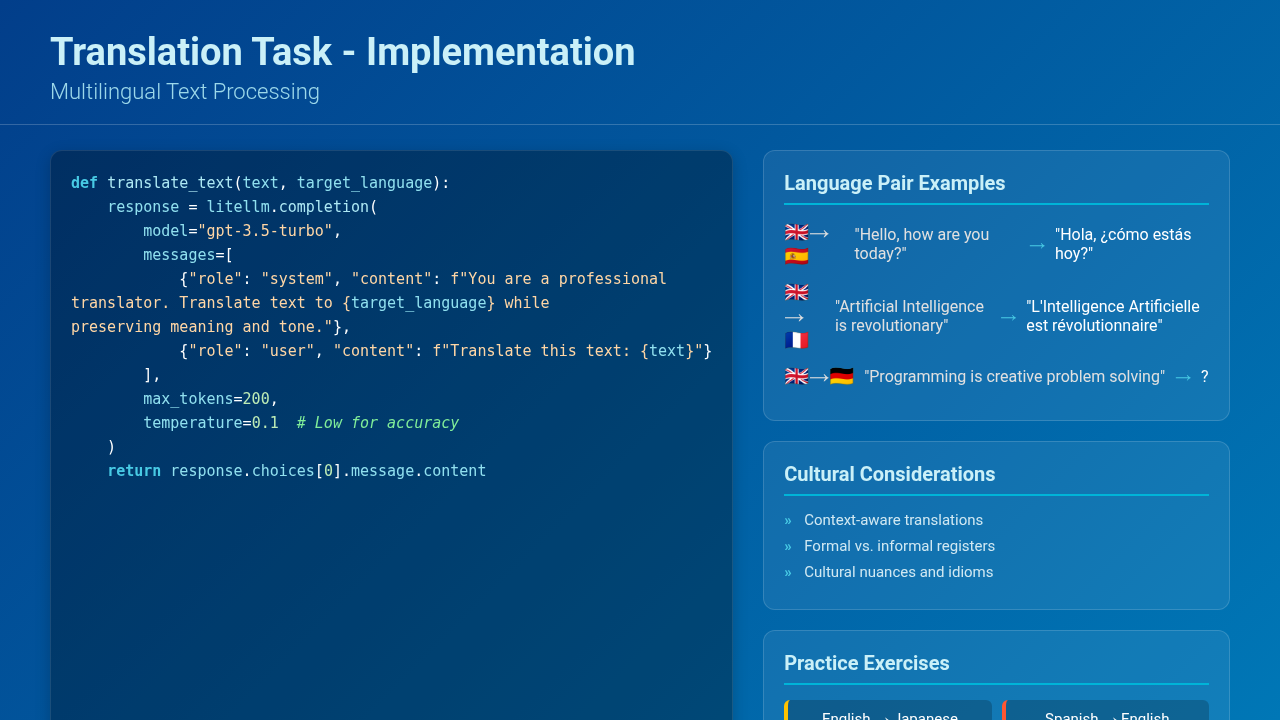 Translation Task - Implementation
Multilingual Text Processing
def translate_text(text, target_language):
    response = litellm.completion(
        model="gpt-3.5-turbo",
        messages=[
            {"role": "system", "content": f"You are a professional
translator. Translate text to {target_language} while
preserving meaning and tone."},
            {"role": "user", "content": f"Translate this text: {text}"}
        ],
        max_tokens=200,
        temperature=0.1  # Low for accuracy
    )
    return response.choices[0].message.content
Language Pair Examples
🇬🇧→
🇪🇸
"Hello, how are you
today?"
→
"Hola, ¿cómo estás
hoy?"
🇬🇧
→
🇫🇷
"Artificial Intelligence
is revolutionary"
→
"L'Intelligence Artificielle
est révolutionnaire"
🇬🇧→🇩🇪 "Programming is creative problem solving" → ?
Cultural Considerations
» Context-aware translations
» Formal vs. informal registers
» Cultural nuances and idioms
Practice Exercises
English → Japanese
Spanish → English